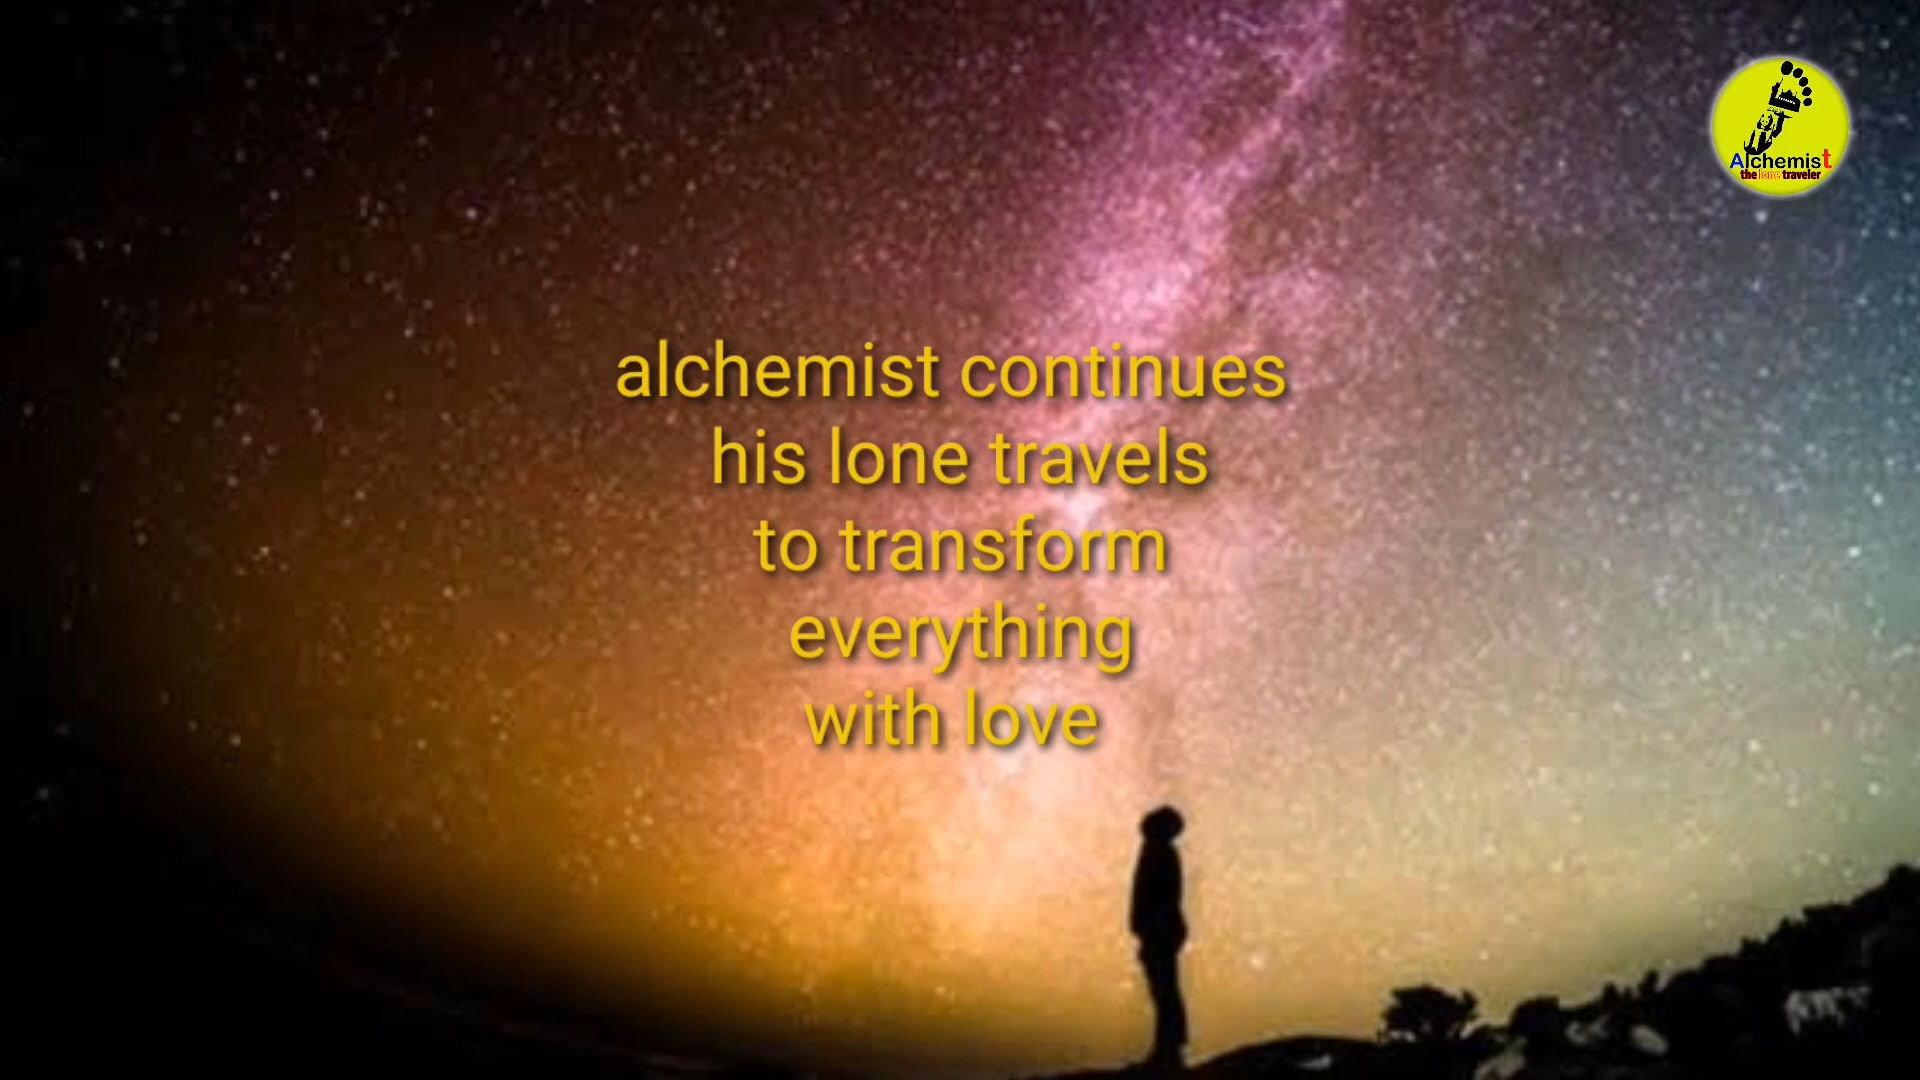 Alchemist
the lone traveler
alchemist continues
his lone travels
to transform
everything
with love